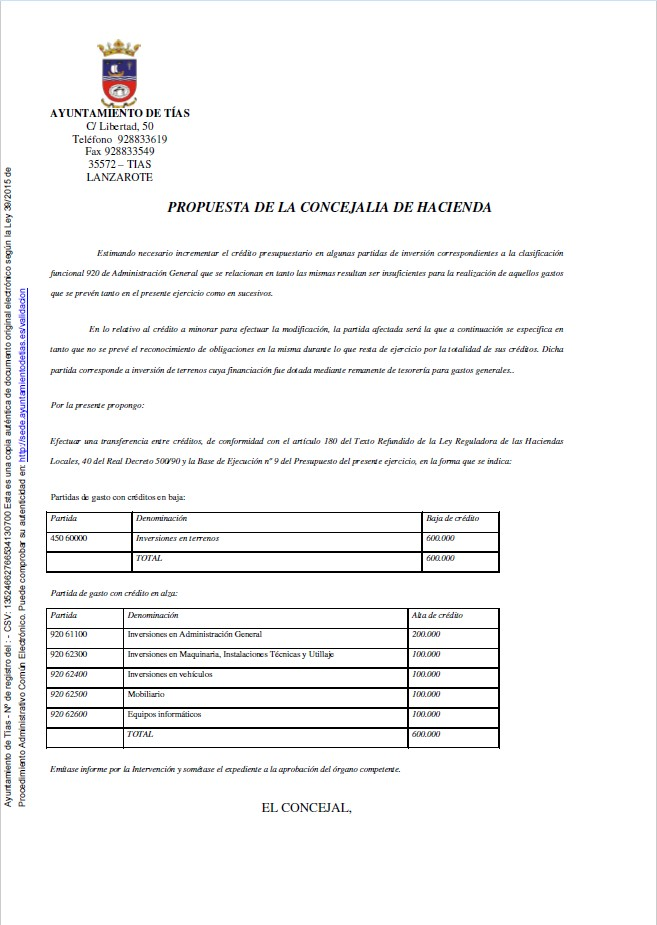 AYUNTAMIENTO DE TÍAS
C/ Libertad, 50
Teléfono 928833619
Fax 928833549
35572 – TIAS
LANZAROTE
PROPUESTA DE LA CONCEJALIA DE HACIENDA
Estimando necesario incrementar el crédito presupuestario en algunas partidas de inversión correspondientes a la clasificación
funcional 920 de Administración General que se relacionan en tanto las mismas resultan ser insuficientes para la realización de aquellos gastos
que se prevén tanto en el presente ejercicio como en sucesivos.
En lo relativo al crédito a minorar para efectuar la modificación, la partida afectada será la que a continuación se especifica en
tanto que no se prevé el reconocimiento de obligaciones en la misma durante lo que resta de ejercicio por la totalidad de sus créditos. Dicha
partida corresponde a inversión de terrenos cuya financiación fue dotada mediante remanente de tesorería para gastos generales..
Por la presente propongo:
Efectuar una transferencia entre créditos, de conformidad con el artículo 180 del Texto Refundido de la Ley Reguladora de las Haciendas
Locales, 40 del Real Decreto 500/90 y la Base de Ejecución nº 9 del Presupuesto del presente ejercicio, en la forma que se indica:
Partidas de gasto con créditos en baja:
Partida Denominación Baja de crédito
450 60000 Inversiones en terrenos 600.000
TOTAL 600.000
Partida de gasto con crédito en alza:
Partida Denominación Alta de crédito
920 61100 Inversiones en Administración General 200.000
920 62300 Inversiones en Maquinaria, Instalaciones Técnicas y Utillaje 100.000
920 62400 Inversiones en vehículos 100.000
920 62500 Mobiliario 100.000
920 62600 Equipos informáticos 100.000
TOTAL 600.000
Emítase informe por la Intervención y sométase el expediente a la aprobación del órgano competente.
EL CONCEJAL,
Ayuntamiento de Tías - Nº de registro del : - CSV: 13524662766534130700 Esta es una copia auténtica de documento original electrónico según la Ley 39/2015 de
Procedimiento Administrativo Común Electrónico. Puede comprobar su autenticidad en: http://sede.ayuntamientodetias.es/validacion